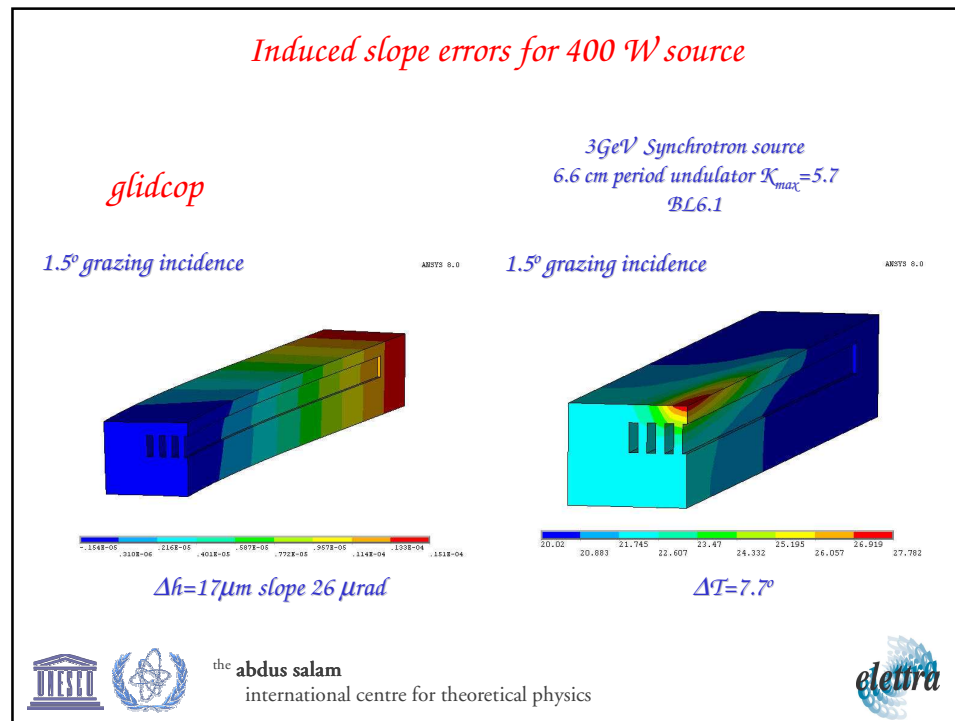 Induced slope errors for 400 W source
3GeV Synchrotron source
6.6 cm period undulator Kmax=5.7
BL6.1
glidcop
1.5º grazing incidence
ANSYS 8.0
1.5º grazing incidence
ANSYS 8.0
-.154E-05 .216E-05 .587E-05 .957E-05 .133E-04
.310E-06 .401E-05 .772E-05 .114E-04 .151E-04
20.02 21.745 23.47 25.195 26.919
20.883 22.607 24.332 26.057 27.782
Δh=17μm slope 26 μrad
ΔT=7.7º
UNESCO
the abdus salam
international centre for theoretical physics
elettra